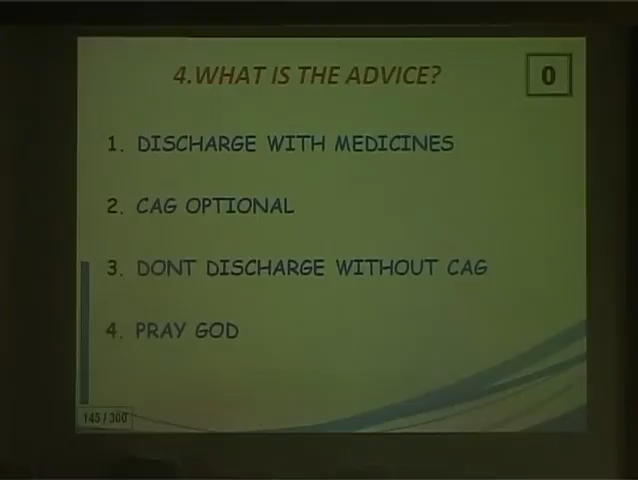 4.WHAT IS THE ADVICE?
0
1. DISCHARGE WITH MEDICINES
2. CAG OPTIONAL
3. DONT DISCHARGE WITHOUT CAG
4. PRAY GOD
145 / 300